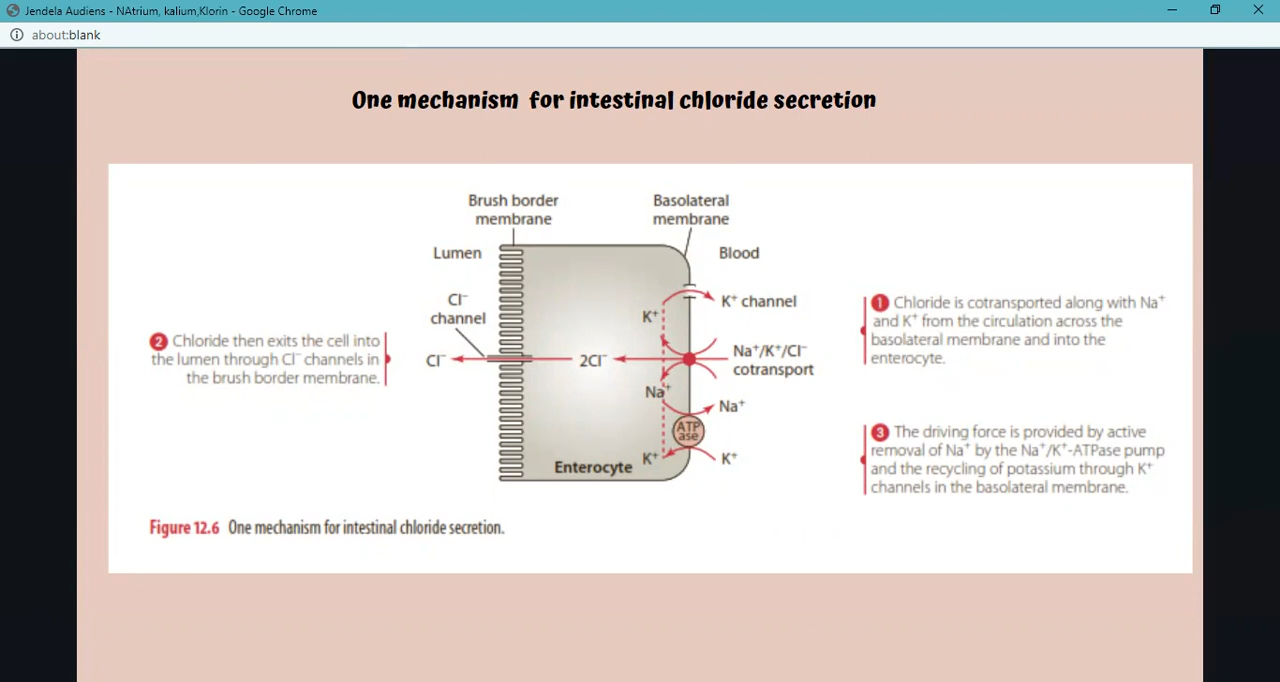 Jendela Audiens - NAtrium, kalium,Klorin - Google Chrome
about:blank
One mechanism for intestinal chloride secretion
Brush border
membrane
Basolateral
membrane
Lumen
Blood
Cl⁻
channel
K⁺
K⁺ channel
Cl⁻
2Cl⁻
Na⁺/K⁺/Cl⁻
cotransport
Na⁺
Na⁺
ATP
ase
K⁺
K⁺
Enterocyte
2 Chloride then exits the cell into
the lumen through Cl⁻ channels in
the brush border membrane.
1 Chloride is cotransported along with Na⁺
and K⁺ from the circulation across the
basolateral membrane and into the
enterocyte.
3 The driving force is provided by active
removal of Na⁺ by the Na⁺/K⁺-ATPase pump
and the recycling of potassium through K⁺
channels in the basolateral membrane.
Figure 12.6 One mechanism for intestinal chloride secretion.